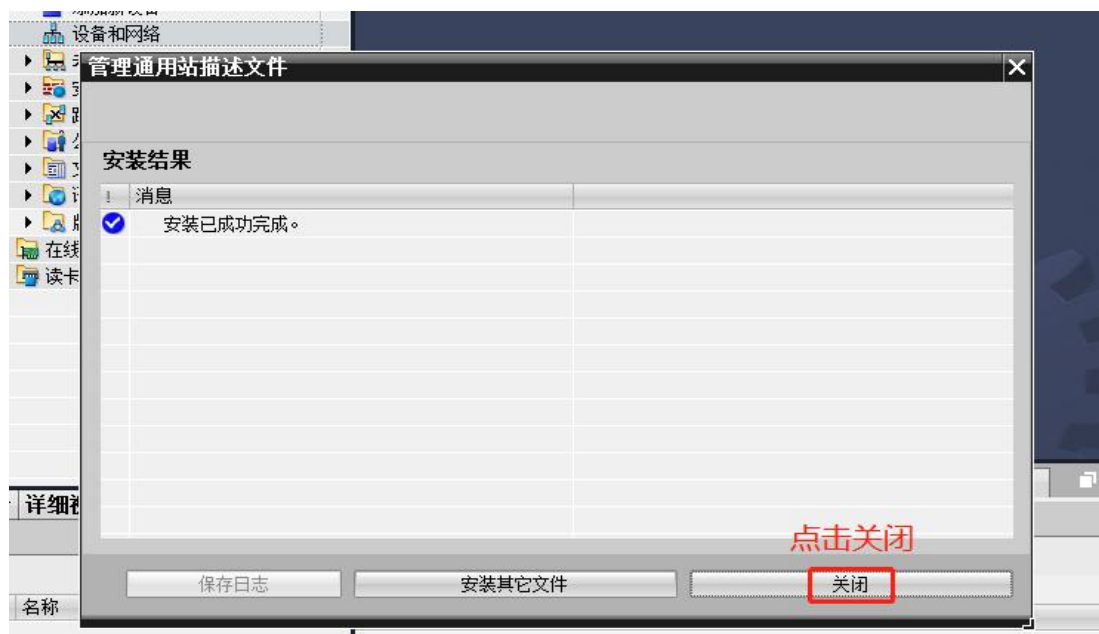 设备和网络
管理通用站描述文件
安装结果
! 消息
安装已成功完成。
在线
读卡
详细
点击关闭
保存日志
安装其它文件
关闭
名称